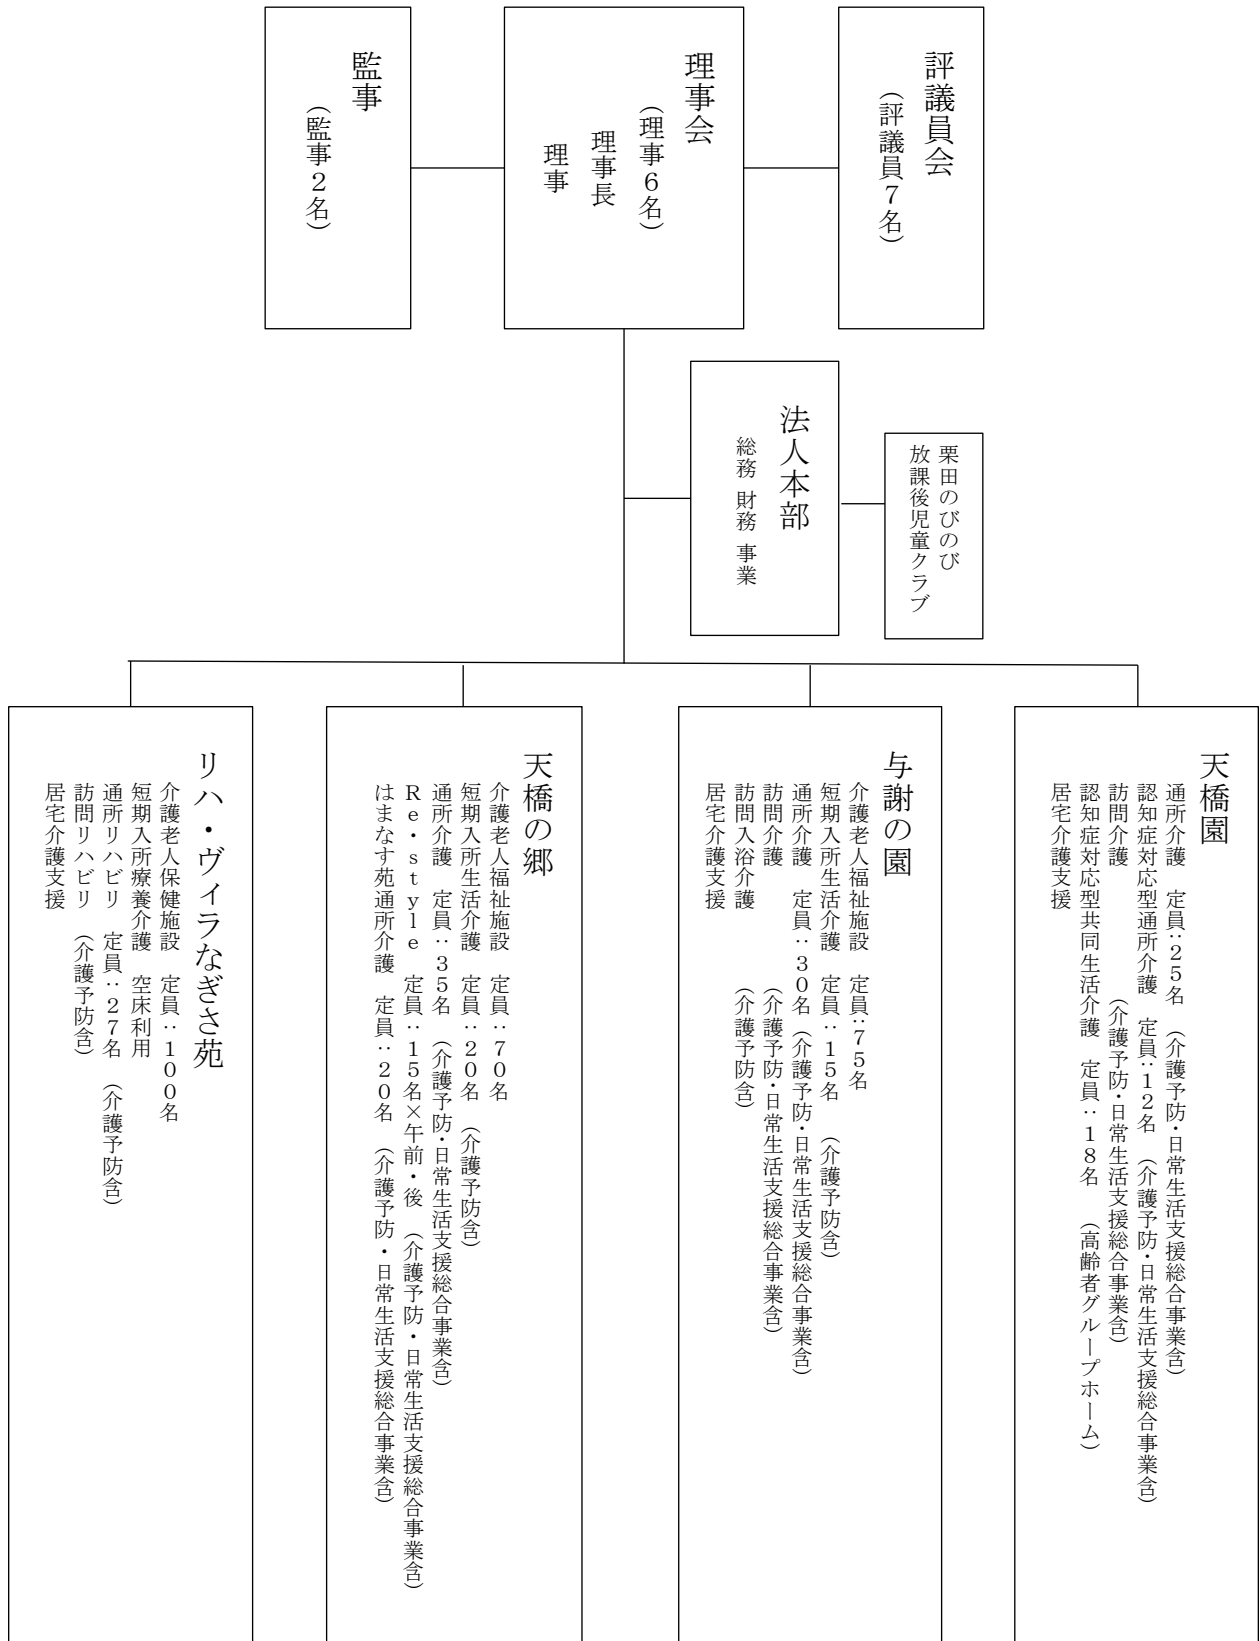 評議員会
（評議員７名）
理事会
（理事６名）
理事長
理事
監事
（監事２名）
栗田のびのび
放課後児童クラブ
法人本部
総務 財務 事業
天橋園
通所介護　定員：２５名　（介護予防・日常生活支援総合事業含）
認知症対応型通所介護　定員：１２名　（介護予防・日常生活支援総合事業含）
訪問介護　　　　　　　（介護予防・日常生活支援総合事業含）
認知症対応型共同生活介護　定員：１８名　（高齢者グループホーム）
居宅介護支援
与謝の園
介護老人福祉施設　定員：７５名
短期入所生活介護　定員：１５名　（介護予防含）
通所介護　定員：３０名（介護予防・日常生活支援総合事業含）
訪問介護　　　　　　　（介護予防・日常生活支援総合事業含）
訪問入浴介護　　　　　（介護予防含）
居宅介護支援
天橋の郷
介護老人福祉施設　定員：７０名
短期入所生活介護　定員：２０名　（介護予防含）
通所介護　定員：３５名　（介護予防・日常生活支援総合事業含）
Ｒｅ・ｓｔｙｌｅ　定員：１５名×午前・後　（介護予防・日常生活支援総合事業含）
はまなす苑通所介護　定員：２０名　（介護予防・日常生活支援総合事業含）
リハ・ヴィラなぎさ苑
介護老人保健施設　定員：１００名
短期入所療養介護　空床利用
通所リハビリ　定員：２７名　（介護予防含）
訪問リハビリ　（介護予防含）
居宅介護支援